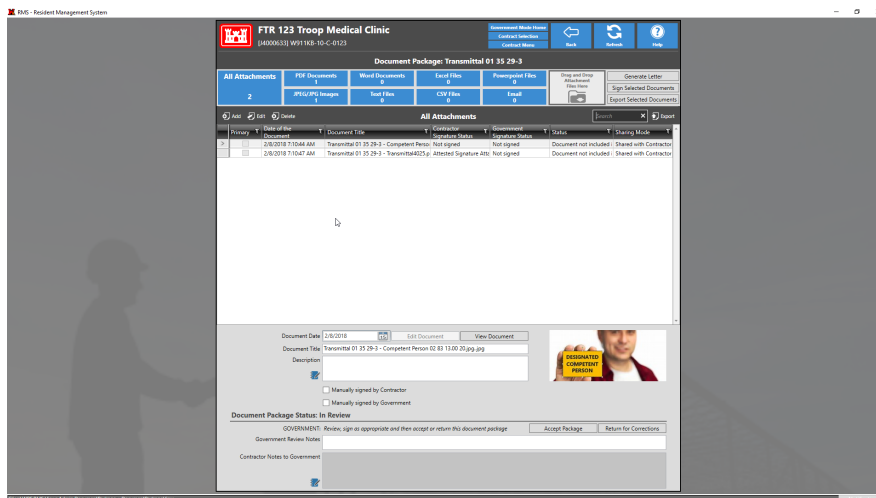 RMS - Resident Management System
FTR 123 Troop Medical Clinic
[J4000633] W911KB-10-C-0123
Government Mode Home
Contract Selection
Contract Menu
Back
Refresh
Help
Document Package: Transmittal 01 35 29-3
All Attachments
2
PDF Documents
1
Word Documents
0
Excel Files
0
Powerpoint Files
0
JPEG/JPG Images
1
Text Files
0
CSV Files
0
Email
0
Drag and Drop
Attachment
Files Here
Generate Letter
Sign Selected Documents
Export Selected Documents
Add Edit Delete
All Attachments
Search
Export
Primary
Date of the
Document
Document Title
Contractor
Signature Status
Government
Signature Status
Status
Sharing Mode
2/8/2018 7:10:44 AM Transmittal 01 35 29-3 - Competent Perso Not signed Not signed Document not included i Shared with Contractor
2/8/2018 7:10:47 AM Transmittal 01 35 29-3 - Transmittal4025.p Attested Signature Atta Not signed Document not included i Shared with Contractor
Document Date 2/8/2018 15 Edit Document View Document
Document Title Transmittal 01 35 29-3 - Competent Person 02 83 13.00 20.jpg.jpg
Description
DESIGNATED
COMPETENT
PERSON
Manually signed by Contractor
Manually signed by Government
Document Package Status: In Review
GOVERNMENT: Review, sign as appropriate and then accept or return this document package
Accept Package
Return for Corrections
Government Review Notes
Contractor Notes to Government